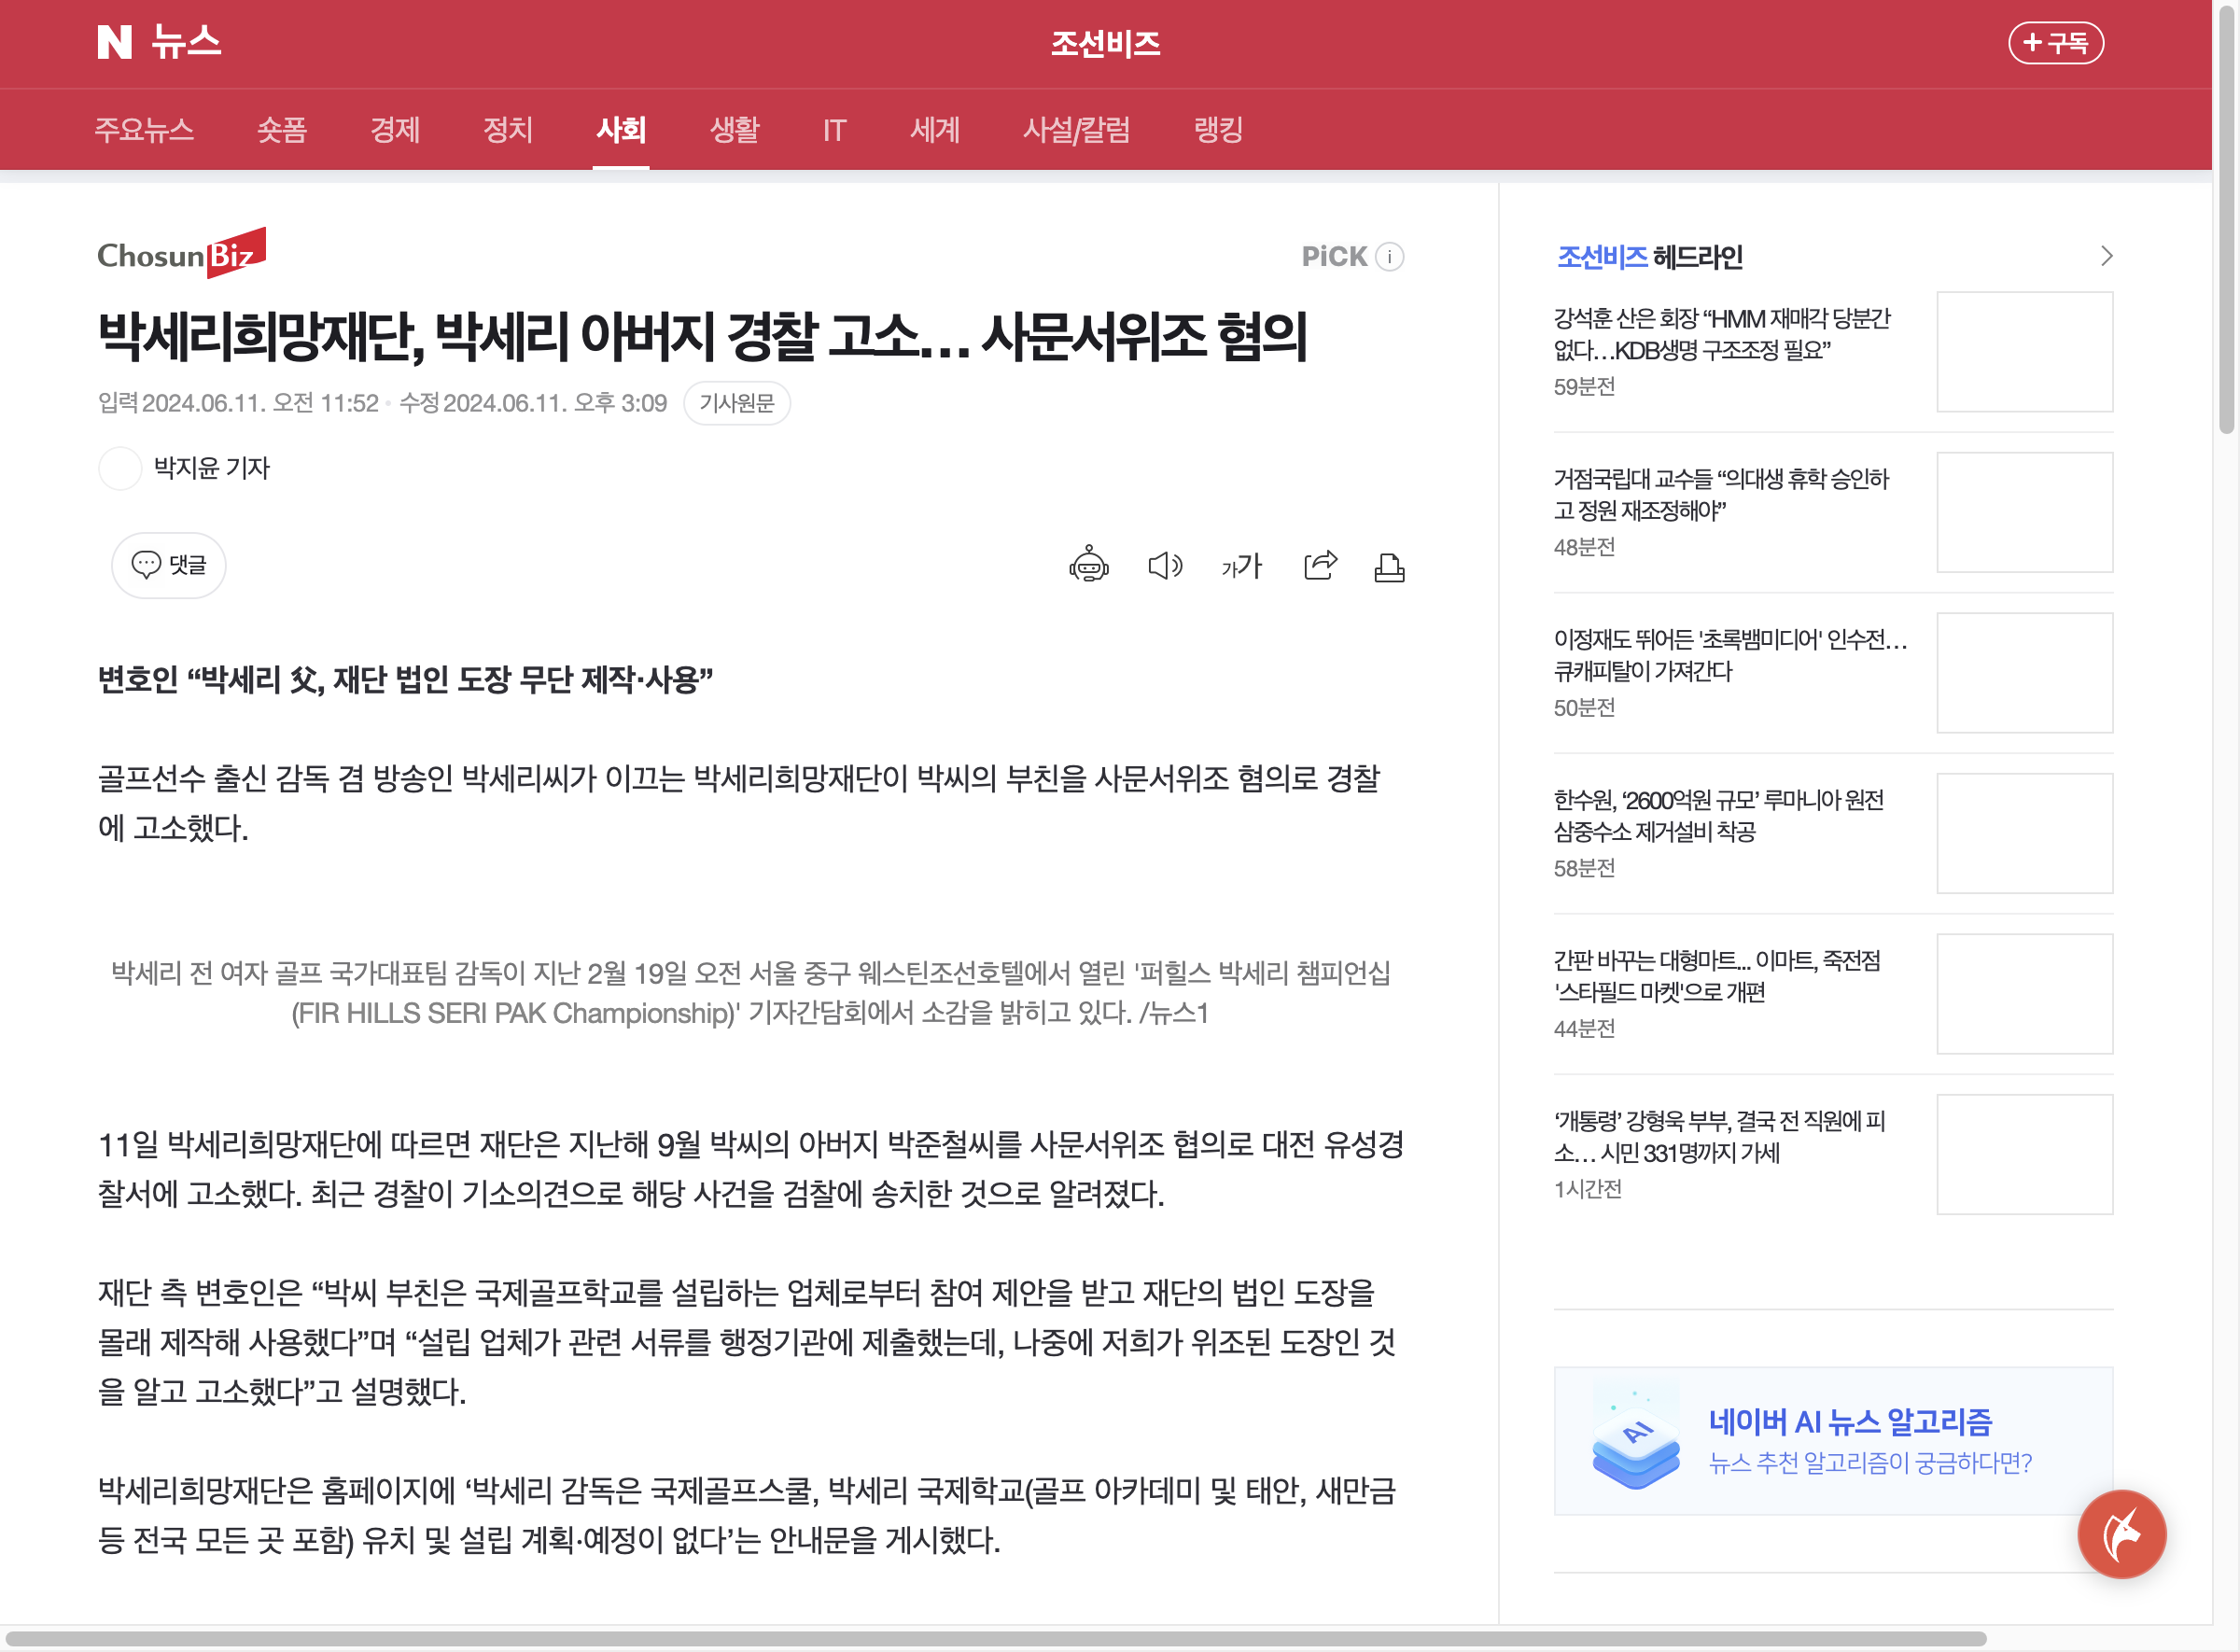 N 뉴스
조선비즈
+ 구독
주요뉴스 숏폼 경제 정치 사회 생활 IT 세계 사설/칼럼 랭킹
ChosunBiz
PiCK i
박세리희망재단, 박세리 아버지 경찰 고소… 사문서위조 혐의
입력 2024.06.11. 오전 11:52 · 수정 2024.06.11. 오후 3:09 기사원문
박지윤 기자
댓글
가가
변호인 “박세리 父, 재단 법인 도장 무단 제작·사용”
골프선수 출신 감독 겸 방송인 박세리씨가 이끄는 박세리희망재단이 박씨의 부친을 사문서위조 혐의로 경찰
에 고소했다.
박세리 전 여자 골프 국가대표팀 감독이 지난 2월 19일 오전 서울 중구 웨스틴조선호텔에서 열린 '퍼힐스 박세리 챔피언십
(FIR HILLS SERI PAK Championship)' 기자간담회에서 소감을 밝히고 있다. /뉴스1
11일 박세리희망재단에 따르면 재단은 지난해 9월 박씨의 아버지 박준철씨를 사문서위조 협의로 대전 유성경
찰서에 고소했다. 최근 경찰이 기소의견으로 해당 사건을 검찰에 송치한 것으로 알려졌다.
재단 측 변호인은 “박씨 부친은 국제골프학교를 설립하는 업체로부터 참여 제안을 받고 재단의 법인 도장을
몰래 제작해 사용했다”며 “설립 업체가 관련 서류를 행정기관에 제출했는데, 나중에 저희가 위조된 도장인 것
을 알고 고소했다”고 설명했다.
박세리희망재단은 홈페이지에 ‘박세리 감독은 국제골프스쿨, 박세리 국제학교(골프 아카데미 및 태안, 새만금
등 전국 모든 곳 포함) 유치 및 설립 계획·예정이 없다’는 안내문을 게시했다.
조선비즈 헤드라인
강석훈 산은 회장 “HMM 재매각 당분간
없다…KDB생명 구조조정 필요”
59분전
거점국립대 교수들 “의대생 휴학 승인하
고 정원 재조정해야”
48분전
이정재도 뛰어든 '초록뱀미디어' 인수전…
큐캐피탈이 가져간다
50분전
한수원, ‘2600억원 규모’ 루마니아 원전
삼중수소 제거설비 착공
58분전
간판 바꾸는 대형마트... 이마트, 죽전점
'스타필드 마켓'으로 개편
44분전
‘개통령’ 강형욱 부부, 결국 전 직원에 피
소… 시민 331명까지 가세
1시간전
AI
네이버 AI 뉴스 알고리즘
뉴스 추천 알고리즘이 궁금하다면?